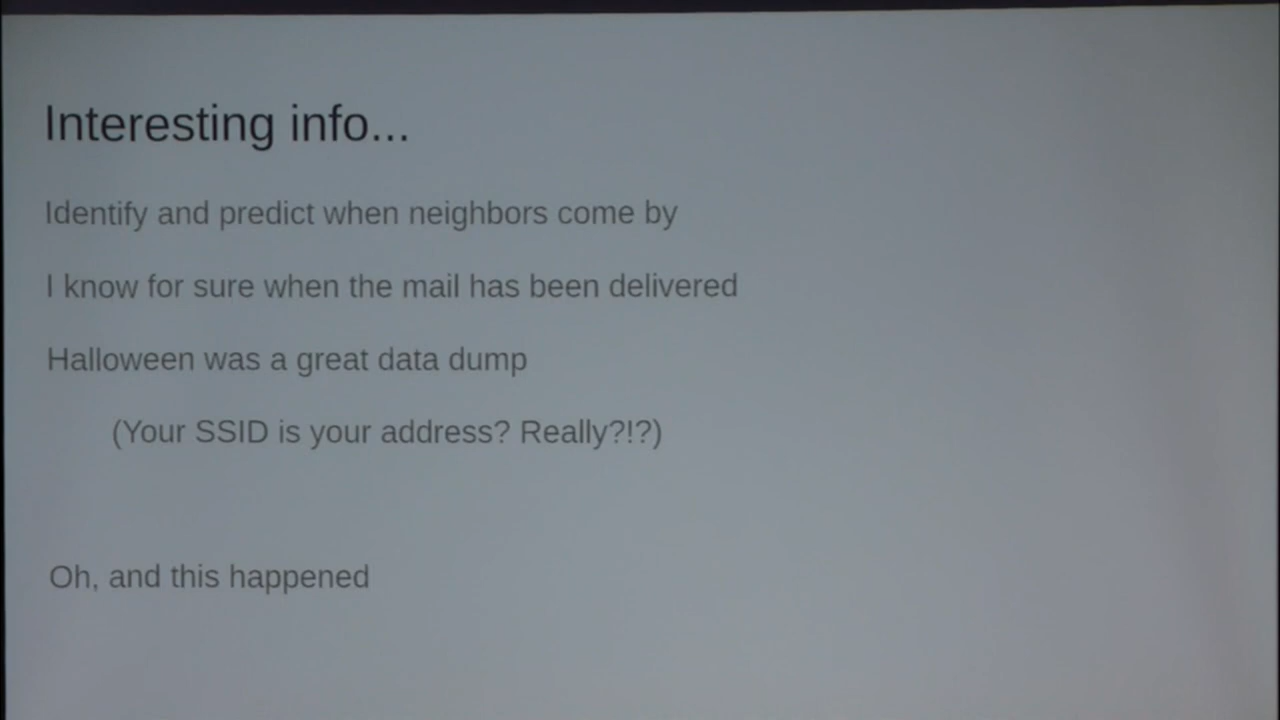 Interesting info...
Identify and predict when neighbors come by
I know for sure when the mail has been delivered
Halloween was a great data dump
(Your SSID is your address? Really?!?)
Oh, and this happened